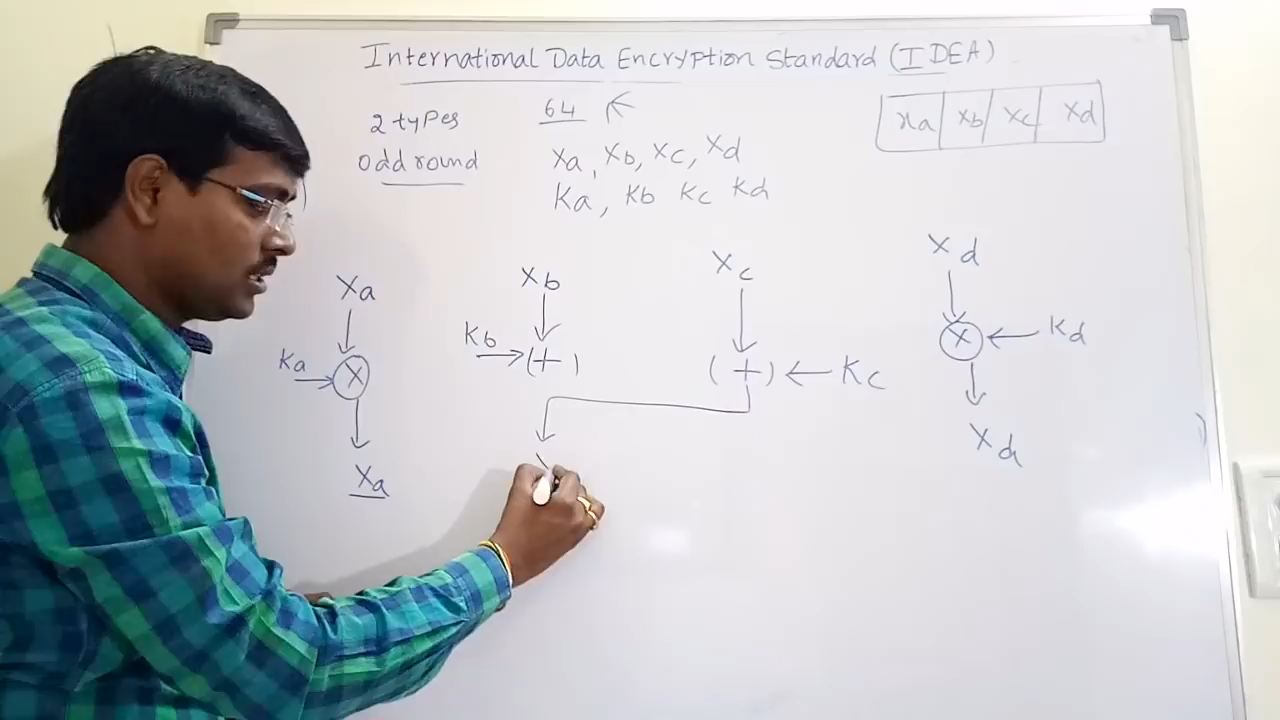 International Data Encryption Standard (IDEA)
2 types
odd round
64
Xa, Xb, Xc, Xd
Ka, Kb Kc Kd
xa Xb Xc Xd
Xa
Ka X
Xa
Xb
Kb (+)
X
Xc
(+) Kc
Xd
X Kd
Xd